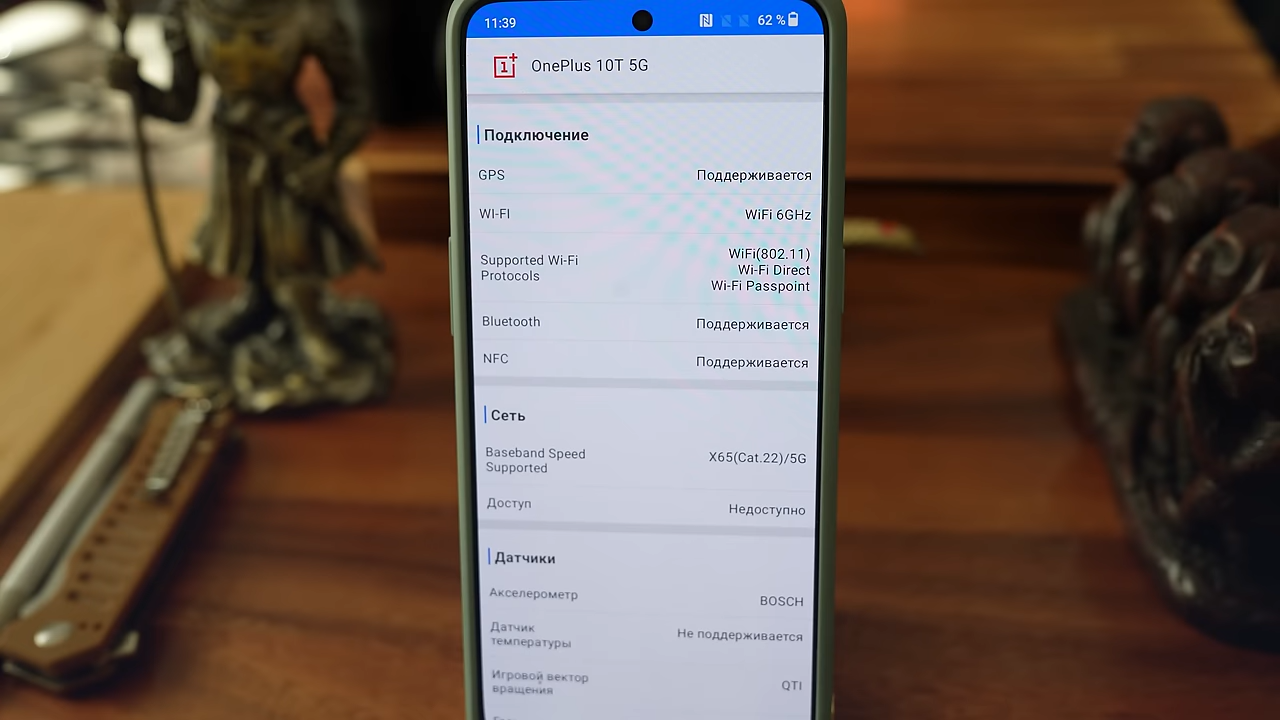 11:39
62 %
OnePlus 10T 5G
Подключение
GPS
Поддерживается
WI-FI
WiFi 6GHz
Supported Wi-Fi
Protocols
WiFi(802.11)
Wi-Fi Direct
Wi-Fi Passpoint
Bluetooth
Поддерживается
NFC
Поддерживается
Сеть
Baseband Speed
Supported
X65(Cat.22)/5G
Доступ
Недоступно
Датчики
Акселерометр
BOSCH
Датчик
температуры
Не поддерживается
Игровой вектор
вращения
QTI